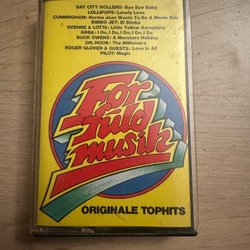 BAY CITY ROLLERS: Bye Bye Baby
LOLLIPOPS: Lonely Love
CUNNINGHAM: Norma Jean Wants To Be A Movie Star
BIMBO JET: El Bimbo
SVENNE & LOTTA: Little Yellow Aeroplane
ABBA: I Do, I Do, I Do, I Do, I Do
BUCK OWENS: A Monsters Holiday
DR. HOOK: The Millionaire
ROGER GLOVER & GUESTS: Love Is All
PILOT: Magic
For
fuld
musik
ORIGINALE TOPHITS